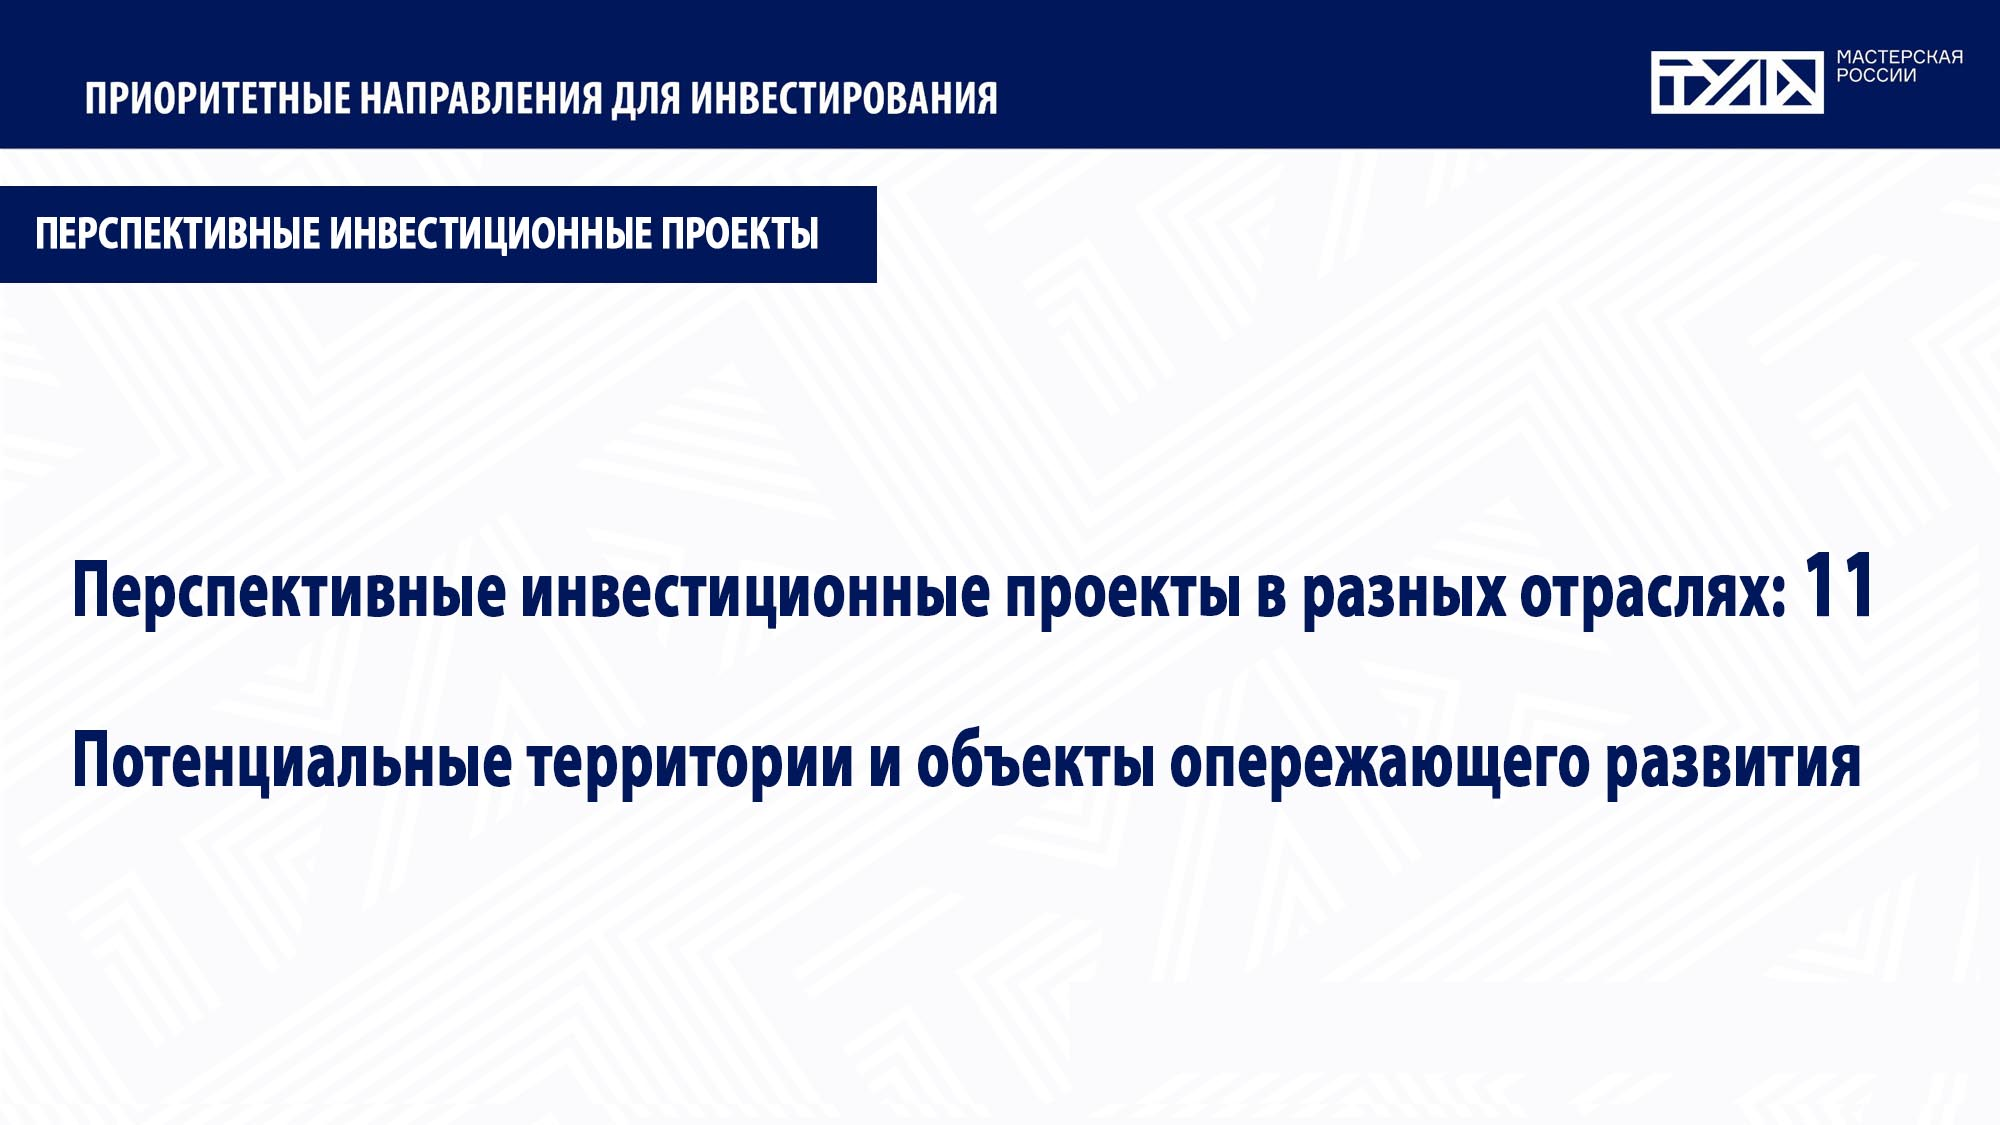 ПРИОРИТЕТНЫЕ НАПРАВЛЕНИЯ ДЛЯ ИНВЕСТИРОВАНИЯ
ТУЛА
МАСТЕРСКАЯ
РОССИИ
ПЕРСПЕКТИВНЫЕ ИНВЕСТИЦИОННЫЕ ПРОЕКТЫ
Перспективные инвестиционные проекты в разных отраслях: 11
Потенциальные территории и объекты опережающего развития